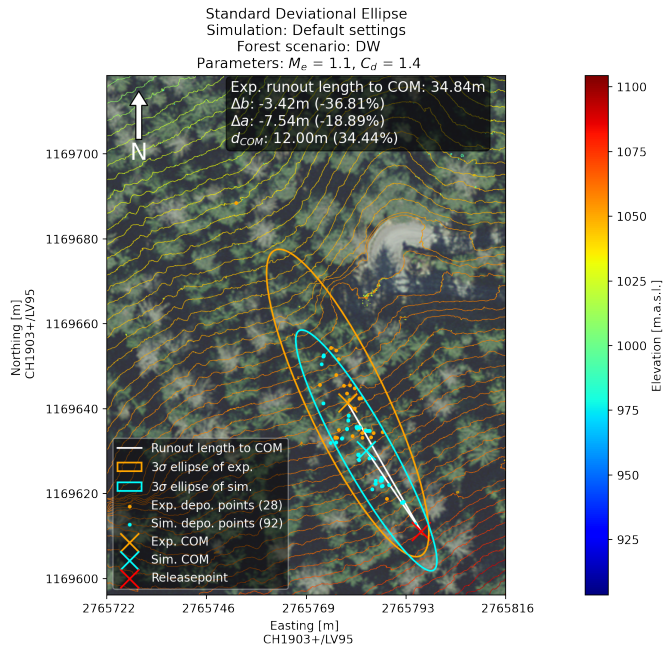 Standard Deviational Ellipse
Simulation: Default settings
Forest scenario: DW
Parameters: Mₑ = 1.1, C_d = 1.4
Exp. runout length to COM: 34.84m
Δb: -3.42m (-36.81%)
Δa: -7.54m (-18.89%)
d_COM: 12.00m (34.44%)
N
1169700
1169680
1169660
1169640
1169620
1169600
Northing [m]
CH1903+/LV95
Runout length to COM
3σ ellipse of exp.
3σ ellipse of sim.
Exp. depo. points (28)
Sim. depo. points (92)
Exp. COM
Sim. COM
Releasepoint
2765722
2765746
2765769
2765793
2765816
Easting [m]
CH1903+/LV95
1100
1075
1050
1025
1000
975
950
925
Elevation [m.a.s.l.]